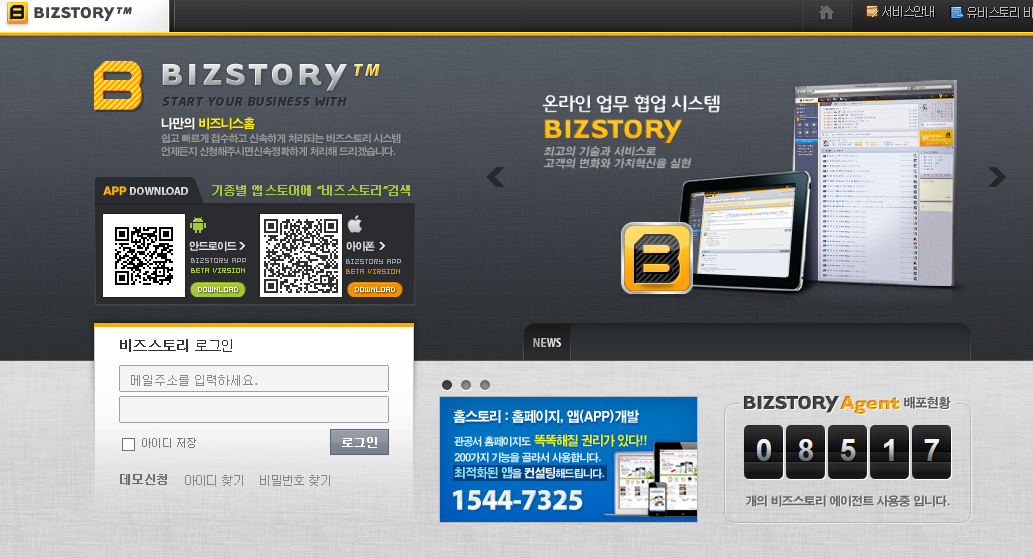 BIZSTORY™
서비스안내
유비스토리 비
BIZSTORY™
START YOUR BUSINESS WITH
나만의 비즈니스홈
쉽고 빠르게 접수하고 신속하게 처리되는 비즈스토리 시스템
언제든지 신청해주시면신속정확하게 처리해 드리겠습니다.
온라인 업무 협업 시스템
BIZSTORY
최고의 기술과 서비스로
고객의 변화와 가치혁신을 실현
APP DOWNLOAD
기종별 앱스토어에 "비즈스토리"검색
안드로이드
BIZSTORY APP
BETA VIRSION
DOWNLOAD
아이폰
BIZSTORY APP
BETA VIRSION
DOWNLOAD
NEWS
비즈스토리 로그인
메일주소를 입력하세요.
아이디 저장
로그인
데모신청 아이디 찾기 비밀번호 찾기
홈스토리 : 홈페이지, 앱(APP)개발
관공서 홈페이지도 똑똑해질 권리가 있다!!
200가지 기능을 골라서 사용합니다.
최적화된 앱을 컨설팅해드립니다.
1544-7325
BIZSTORY Agent 배포현황
08517
개의 비즈스토리 에이전트 사용중 입니다.